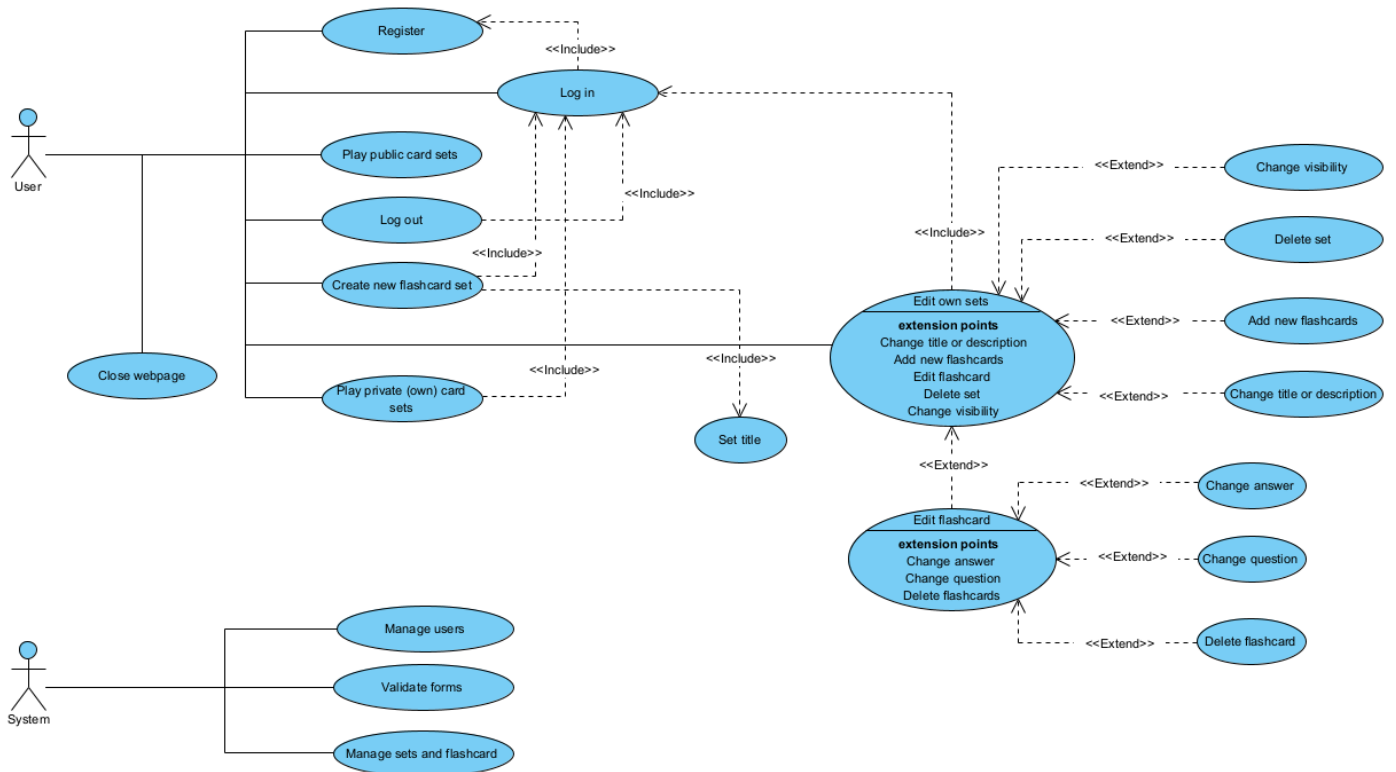 Register
<<Include>>
Log in
User
Play public card sets
<<Extend>>
Change visibility
<<Include>>
Log out
<<Include>>
<<Include>>
<<Extend>>
Delete set
Create new flashcard set
Edit own sets
extension points
Change title or description
Add new flashcards
Edit flashcard
Delete set
Change visibility
<<Extend>>
Add new flashcards
<<Include>>
<<Include>>
Close webpage
Play private (own) card
sets
<<Extend>>
Change title or description
Set title
<<Extend>>
<<Extend>>
Change answer
Edit flashcard
extension points
Change answer
Change question
Delete flashcards
<<Extend>>
Change question
<<Extend>>
Delete flashcard
Manage users
Validate forms
System
Manage sets and flashcard